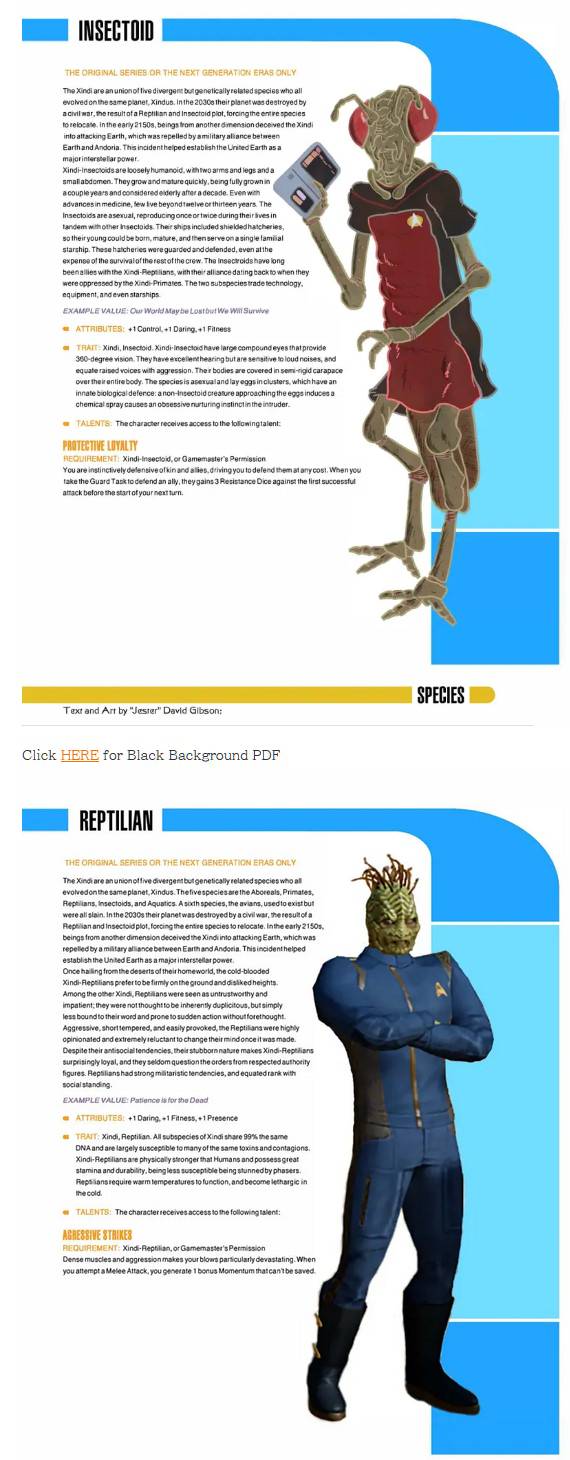 INSECTOID
THE ORIGINAL SERIES OR THE NEXT GENERATION ERAS ONLY
The Xindi are an union of five divergent but genetically related species who all
evolved on the same planet, Xindus. In the 2030s their planet was destroyed by
a civil war, the result of a Reptilian and Insectoid plot, forcing the entire species
to relocate. In the early 2150s, beings from another dimension deceived the Xindi
into attacking Earth, which was repelled by a military alliance between
Earth and Andoria. This incident helped establish the United Earth as a
major interstellar power.
Xindi-Insectoids are loosely humanoid, with two arms and legs and a
small abdomen. They grow and mature quickly, being fully grown in
a couple years and considered elderly after a decade. Even with
advances in medicine, few live beyond twelve or thirteen years. The
Insectoids are asexual, reproducing once or twice during their lives in
tandem with other Insectoids. Their ships included shielded hatcheries,
so their young could be born, mature, and then serve on a single familial
starship. These hatcheries were guarded and defended, even at the
expense of the survival of the rest of the crew. The Insectoids have long
been allies with the Xindi-Reptilians, with their alliance dating back to when they
were oppressed by the Xindi-Primates. The two subspecies trade technology,
equipment, and even starships.
EXAMPLE VALUE: Our World May be Lost but We Will Survive
ATTRIBUTES: +1 Control, +1 Daring, +1 Fitness
TRAIT: Xindi, Insectoid. Xindi-Insectoid have large compound eyes that provide
360-degree vision. They have excellent hearing but are sensitive to loud noises, and
equate raised voices with aggression. Their bodies are covered in semi-rigid carapace
over their entire body. The species is asexual and lay eggs in clusters, which have an
innate biological defence: a non-Insectoid creature approaching the eggs induces a
chemical spray causes an obsessive nurturing instinct in the intruder.
TALENTS: The character receives access to the following talent:
PROTECTIVE LOYALTY
REQUIREMENT: Xindi-Insectoid, or Gamemaster's Permission
You are instinctively defensive of kin and allies, driving you to defend them at any cost. When you
take the Guard Task to defend an ally, they gains 3 Resistance Dice against the first successful
attack before the start of your next turn.
SPECIES
Text and Art by "Jester" David Gibson;
Click HERE for Black Background PDF
REPTILIAN
THE ORIGINAL SERIES OR THE NEXT GENERATION ERAS ONLY
The Xindi are an union of five divergent but genetically related species who all
evolved on the same planet, Xindus. The five species are the Aboreals, Primates,
Reptilians, Insectoids, and Aquatics. A sixth species, the avians, used to exist but
were all slain. In the 2030s their planet was destroyed by a civil war, the result of a
Reptilian and Insectoid plot, forcing the entire species to relocate. In the early 2150s,
beings from another dimension deceived the Xindi into attacking Earth, which was
repelled by a military alliance between Earth and Andoria. This incident helped
establish the United Earth as a major interstellar power.
Once hailing from the deserts of their homeworld, the cold-blooded
Xindi-Reptilians prefer to be firmly on the ground and disliked heights.
Among the other Xindi, Reptilians were seen as untrustworthy and
impatient; they were not thought to be inherently duplicitous, but simply
less bound to their word and prone to sudden action without forethought.
Aggressive, short tempered, and easily provoked, the Reptilians were highly
opinionated and extremely reluctant to change their mind once it was made.
Despite their antisocial tendencies, their stubborn nature makes Xindi-Reptilians
surprisingly loyal, and they seldom question the orders from respected authority
figures. Reptilians had strong militaristic tendencies, and equated rank with
social standing.
EXAMPLE VALUE: Patience is for the Dead
ATTRIBUTES: +1 Daring, +1 Fitness, +1 Presence
TRAIT: Xindi, Reptilian. All subspecies of Xindi share 99% the same
DNA and are largely susceptible to many of the same toxins and contagions.
Xindi-Reptilians are physically stronger that Humans and possess great
stamina and durability, being less susceptible being stunned by phasers.
Reptilians require warm temperatures to function, and become lethargic in
the cold.
TALENTS: The character receives access to the following talent:
AGRESSIVE STRIKES
REQUIREMENT: Xindi-Reptilian, or Gamemaster's Permission
Dense muscles and aggression makes your blows particularly devastating. When
you attempt a Melee Attack, you generate 1 bonus Momentum that can't be saved.